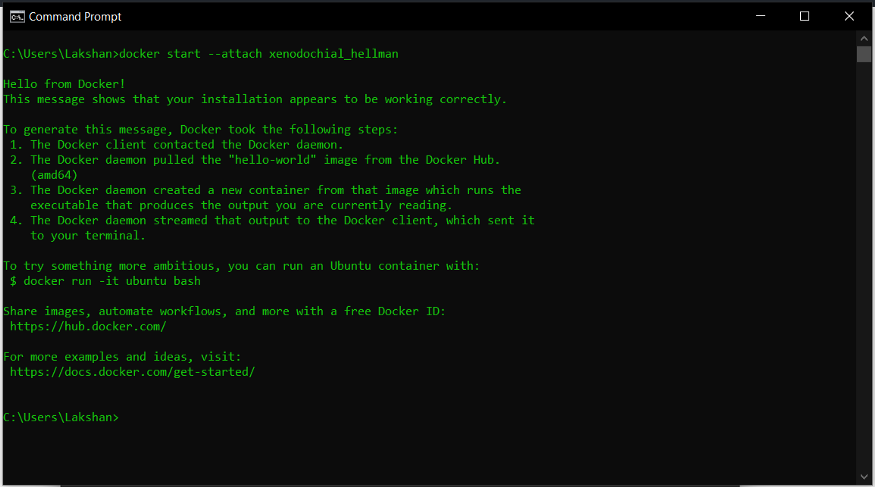 Command Prompt
C:\Users\Lakshan>docker start --attach xenodochial_hellman
Hello from Docker!
This message shows that your installation appears to be working correctly.
To generate this message, Docker took the following steps:
1. The Docker client contacted the Docker daemon.
2. The Docker daemon pulled the "hello-world" image from the Docker Hub.
(amd64)
3. The Docker daemon created a new container from that image which runs the
executable that produces the output you are currently reading.
4. The Docker daemon streamed that output to the Docker client, which sent it
to your terminal.
To try something more ambitious, you can run an Ubuntu container with:
$ docker run -it ubuntu bash
Share images, automate workflows, and more with a free Docker ID:
https://hub.docker.com/
For more examples and ideas, visit:
https://docs.docker.com/get-started/
C:\Users\Lakshan>